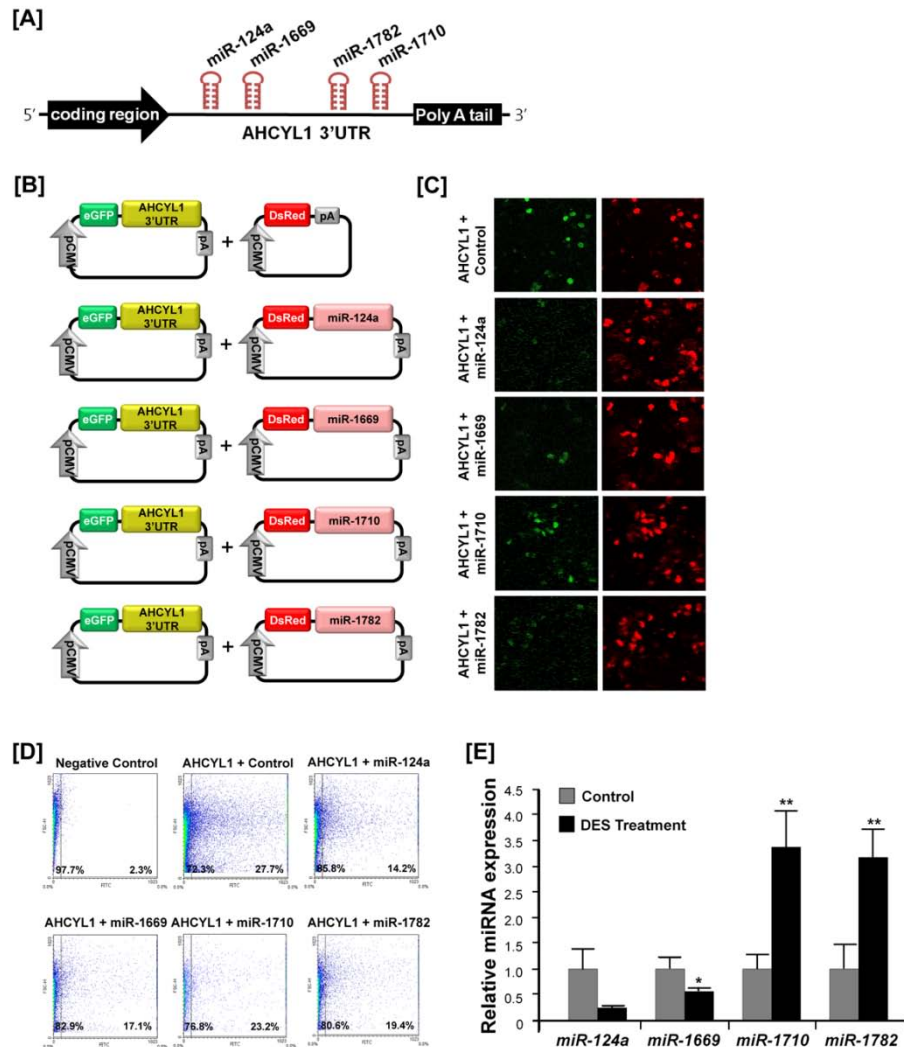 [A]
miR-124a
miR-1669
miR-1782
miR-1710
5' coding region Poly A tail 3'
AHCYL1 3'UTR
[B]
eGFP AHCYL1 3'UTR pA pCMV + DsRed pA pCMV
eGFP AHCYL1 3'UTR pA pCMV + DsRed miR-124a pA pCMV
eGFP AHCYL1 3'UTR pA pCMV + DsRed miR-1669 pA pCMV
eGFP AHCYL1 3'UTR pA pCMV + DsRed miR-1710 pA pCMV
eGFP AHCYL1 3'UTR pA pCMV + DsRed miR-1782 pA pCMV
[C]
AHCYL1 +
Control
AHCYL1 +
miR-124a
AHCYL1 +
miR-1669
AHCYL1 +
miR-1710
AHCYL1 +
miR-1782
[D]
Negative Control
97.7% 2.3%
FITC
AHCYL1 + Control
72.3% 27.7%
FITC
AHCYL1 + miR-124a
85.8% 14.2%
FITC
AHCYL1 + miR-1669
82.9% 17.1%
FITC
AHCYL1 + miR-1710
76.8% 23.2%
FITC
AHCYL1 + miR-1782
80.6% 19.4%
FITC
[E]
Relative miRNA expression
4.5
4.0
3.5
3.0
2.5
2.0
1.5
1.0
0.5
0
Control
DES Treatment
*
**
**
miR-124a miR-1669 miR-1710 miR-1782